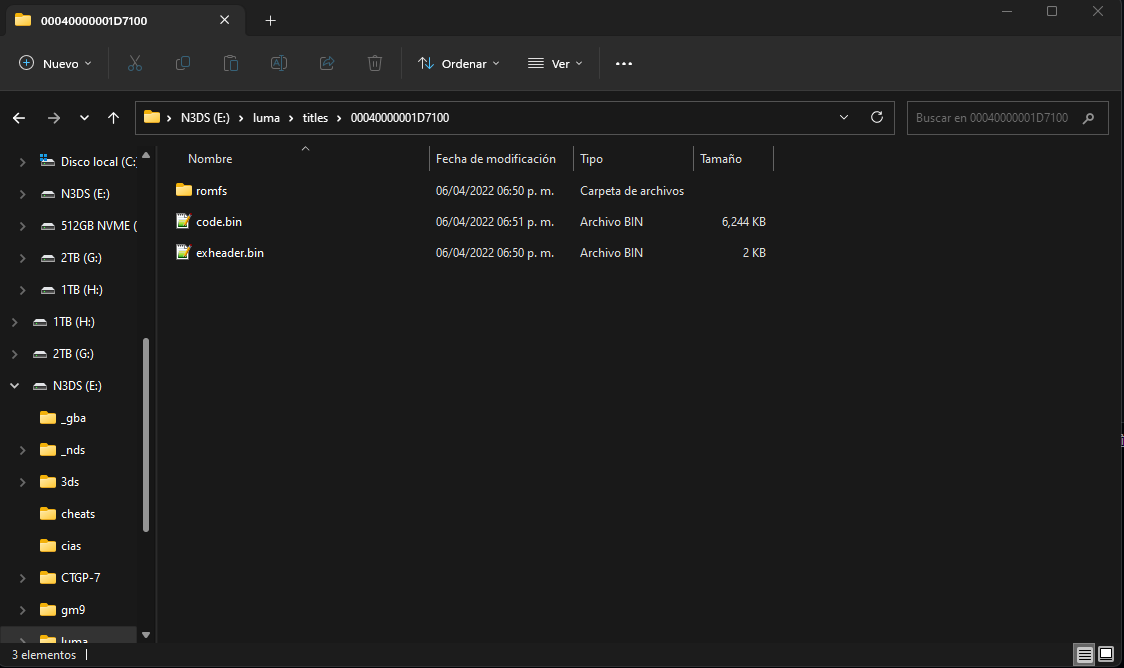 00040000001D7100
Nuevo
Ordenar
Ver
N3DS (E:) > luma > titles > 00040000001D7100
Buscar en 00040000001D7100
Nombre
Fecha de modificación
Tipo
Tamaño
romfs
06/04/2022 06:50 p. m.
Carpeta de archivos
code.bin
06/04/2022 06:51 p. m.
Archivo BIN
6,244 KB
exheader.bin
06/04/2022 06:50 p. m.
Archivo BIN
2 KB
Disco local (C:
N3DS (E:)
512GB NVME (
2TB (G:)
1TB (H:)
1TB (H:)
2TB (G:)
N3DS (E:)
_gba
_nds
3ds
cheats
cias
CTGP-7
gm9
luma
3 elementos